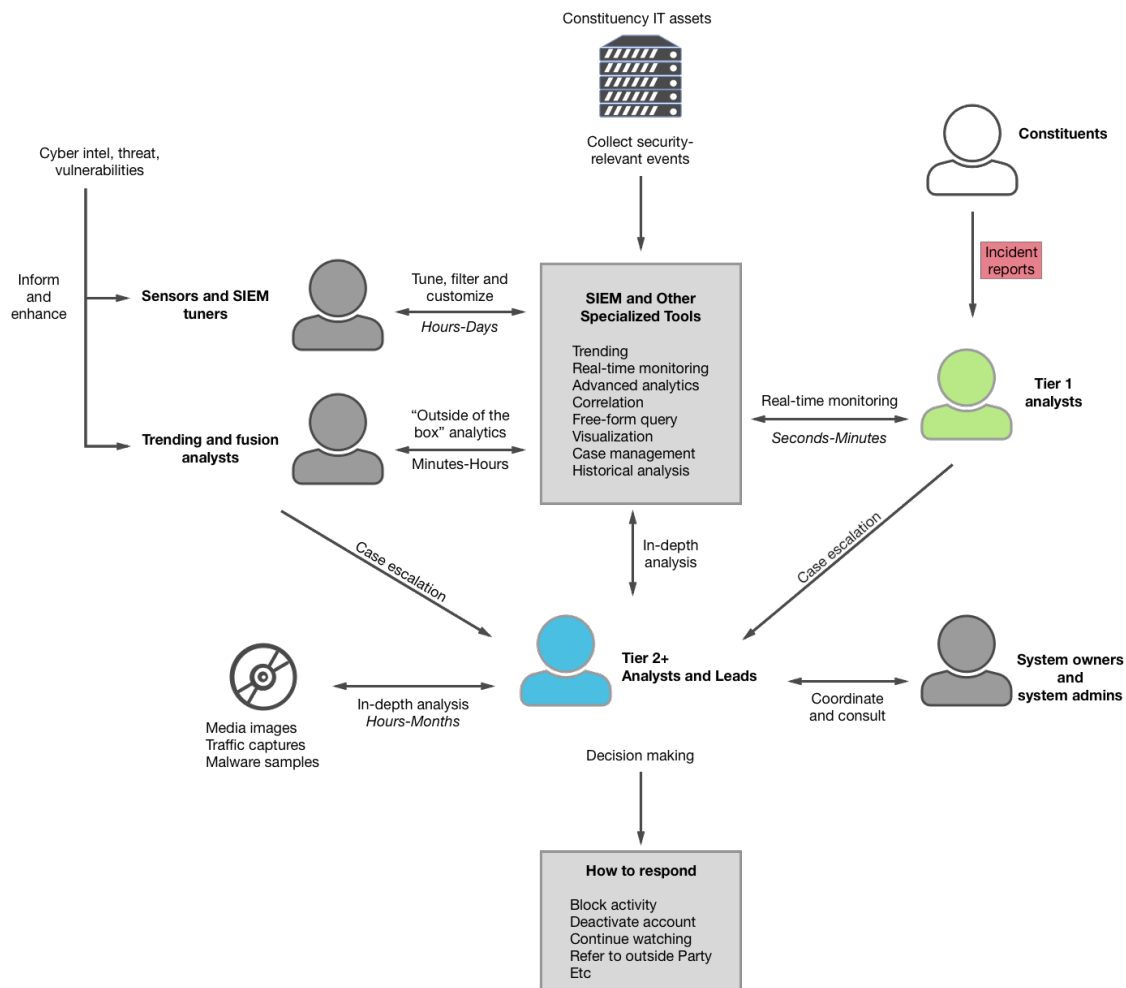 Constituency IT assets
Collect security-
relevant events
Constituents
Incident
reports
Cyber intel, threat,
vulnerabilities
Inform
and
enhance
Sensors and SIEM
tuners
Tune, filter and
customize
Hours-Days
SIEM and Other
Specialized Tools
Trending
Real-time monitoring
Advanced analytics
Correlation
Free-form query
Visualization
Case management
Historical analysis
Real-time monitoring
Seconds-Minutes
Tier 1
analysts
Trending and fusion
analysts
“Outside of the
box” analytics
Minutes-Hours
Case escalation
In-depth
analysis
Case escalation
Media images
Traffic captures
Malware samples
In-depth analysis
Hours-Months
Tier 2+
Analysts and Leads
Coordinate
and consult
System owners
and
system admins
Decision making
How to respond
Block activity
Deactivate account
Continue watching
Refer to outside Party
Etc